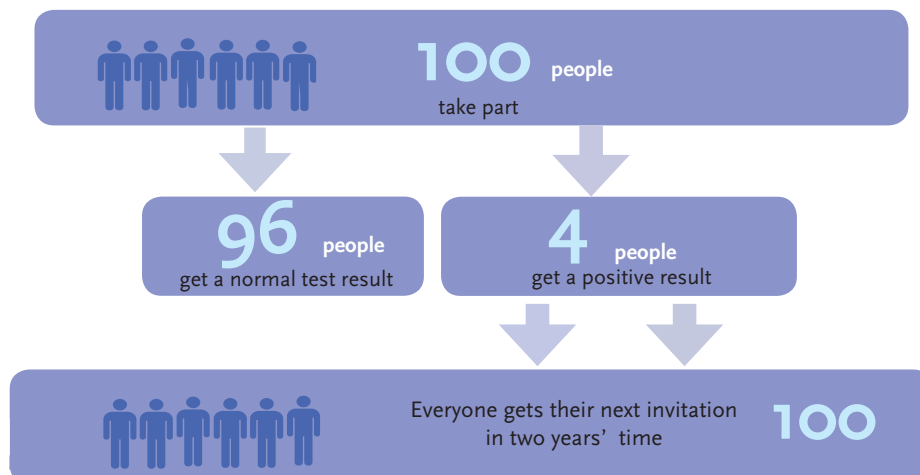 100 people
take part
96 people
get a normal test result
4 people
get a positive result
Everyone gets their next invitation
in two years' time
100